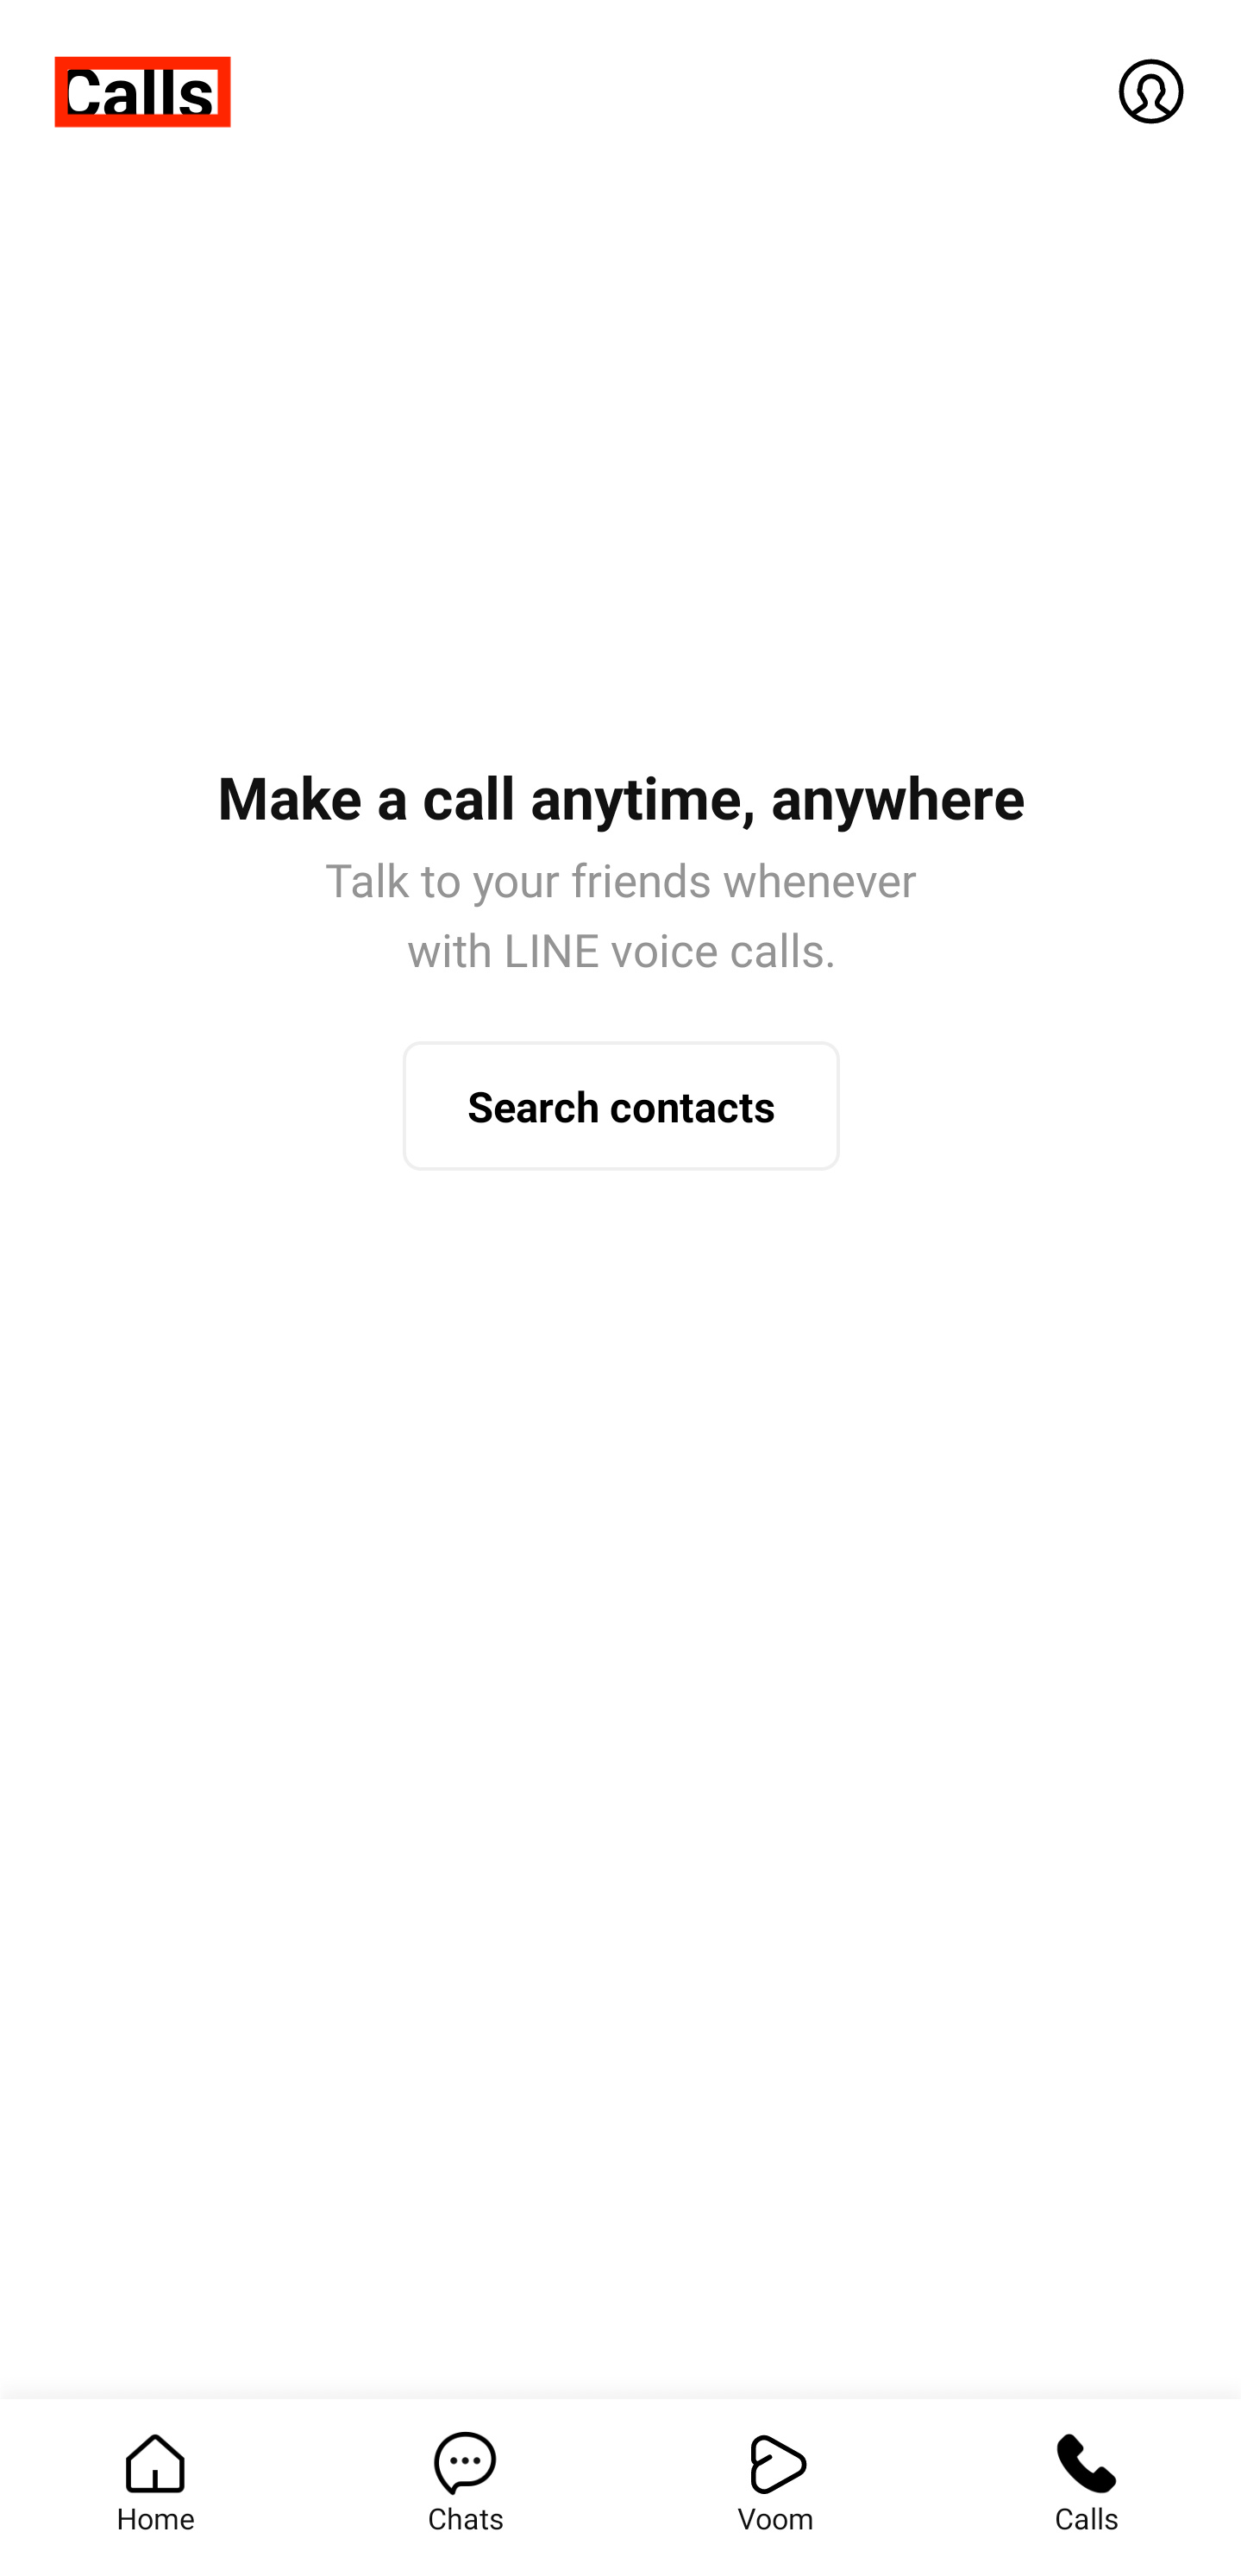 Calls
Make a call anytime, anywhere
Talk to your friends whenever
with LINE voice calls.
Search contacts
Home
Chats
Voom
Calls